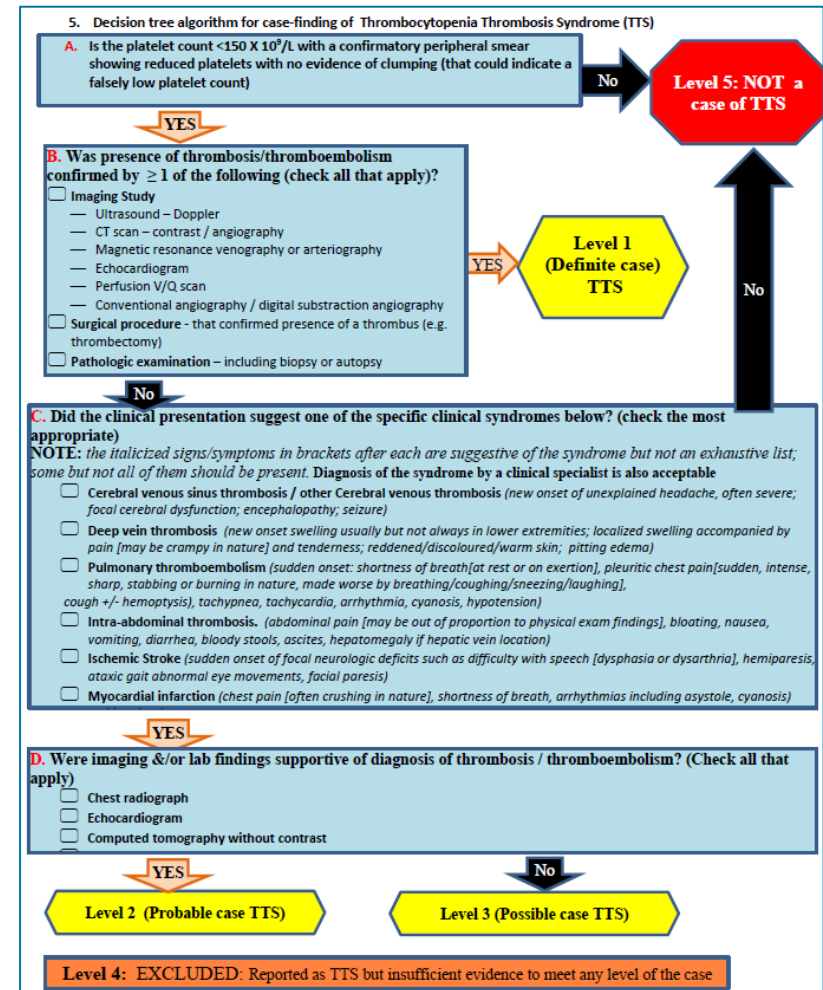 5. Decision tree algorithm for case-finding of Thrombocytopenia Thrombosis Syndrome (TTS)
A. Is the platelet count <150 X 10⁹/L with a confirmatory peripheral smear
showing reduced platelets with no evidence of clumping (that could indicate a
falsely low platelet count)
No
Level 5: NOT a
case of TTS
YES
B. Was presence of thrombosis/thromboembolism
confirmed by ≥ 1 of the following (check all that apply)?
Imaging Study
— Ultrasound – Doppler
— CT scan – contrast / angiography
— Magnetic resonance venography or arteriography
— Echocardiogram
— Perfusion V/Q scan
— Conventional angiography / digital substraction angiography
Surgical procedure - that confirmed presence of a thrombus (e.g.
thrombectomy)
Pathologic examination – including biopsy or autopsy
YES
Level 1
(Definite case)
TTS
No
No
C. Did the clinical presentation suggest one of the specific clinical syndromes below? (check the most
appropriate)
NOTE: the italicized signs/symptoms in brackets after each are suggestive of the syndrome but not an exhaustive list;
some but not all of them should be present. Diagnosis of the syndrome by a clinical specialist is also acceptable
Cerebral venous sinus thrombosis / other Cerebral venous thrombosis (new onset of unexplained headache, often severe;
focal cerebral dysfunction; encephalopathy; seizure)
Deep vein thrombosis (new onset swelling usually but not always in lower extremities; localized swelling accompanied by
pain [may be crampy in nature] and tenderness; reddened/discoloured/warm skin; pitting edema)
Pulmonary thromboembolism (sudden onset: shortness of breath[at rest or on exertion], pleuritic chest pain[sudden, intense,
sharp, stabbing or burning in nature, made worse by breathing/coughing/sneezing/laughing],
cough +/- hemoptysis), tachypnea, tachycardia, arrhythmia, cyanosis, hypotension)
Intra-abdominal thrombosis. (abdominal pain [may be out of proportion to physical exam findings], bloating, nausea,
vomiting, diarrhea, bloody stools, ascites, hepatomegaly if hepatic vein location)
Ischemic Stroke (sudden onset of focal neurologic deficits such as difficulty with speech [dysphasia or dysarthria], hemiparesis,
ataxic gait abnormal eye movements, facial paresis)
Myocardial infarction (chest pain [often crushing in nature], shortness of breath, arrhythmias including asystole, cyanosis)
YES
D. Were imaging &/or lab findings supportive of diagnosis of thrombosis / thromboembolism? (Check all that
apply)
Chest radiograph
Echocardiogram
Computed tomography without contrast
YES
No
Level 2 (Probable case TTS)
Level 3 (Possible case TTS)
Level 4: EXCLUDED: Reported as TTS but insufficient evidence to meet any level of the case